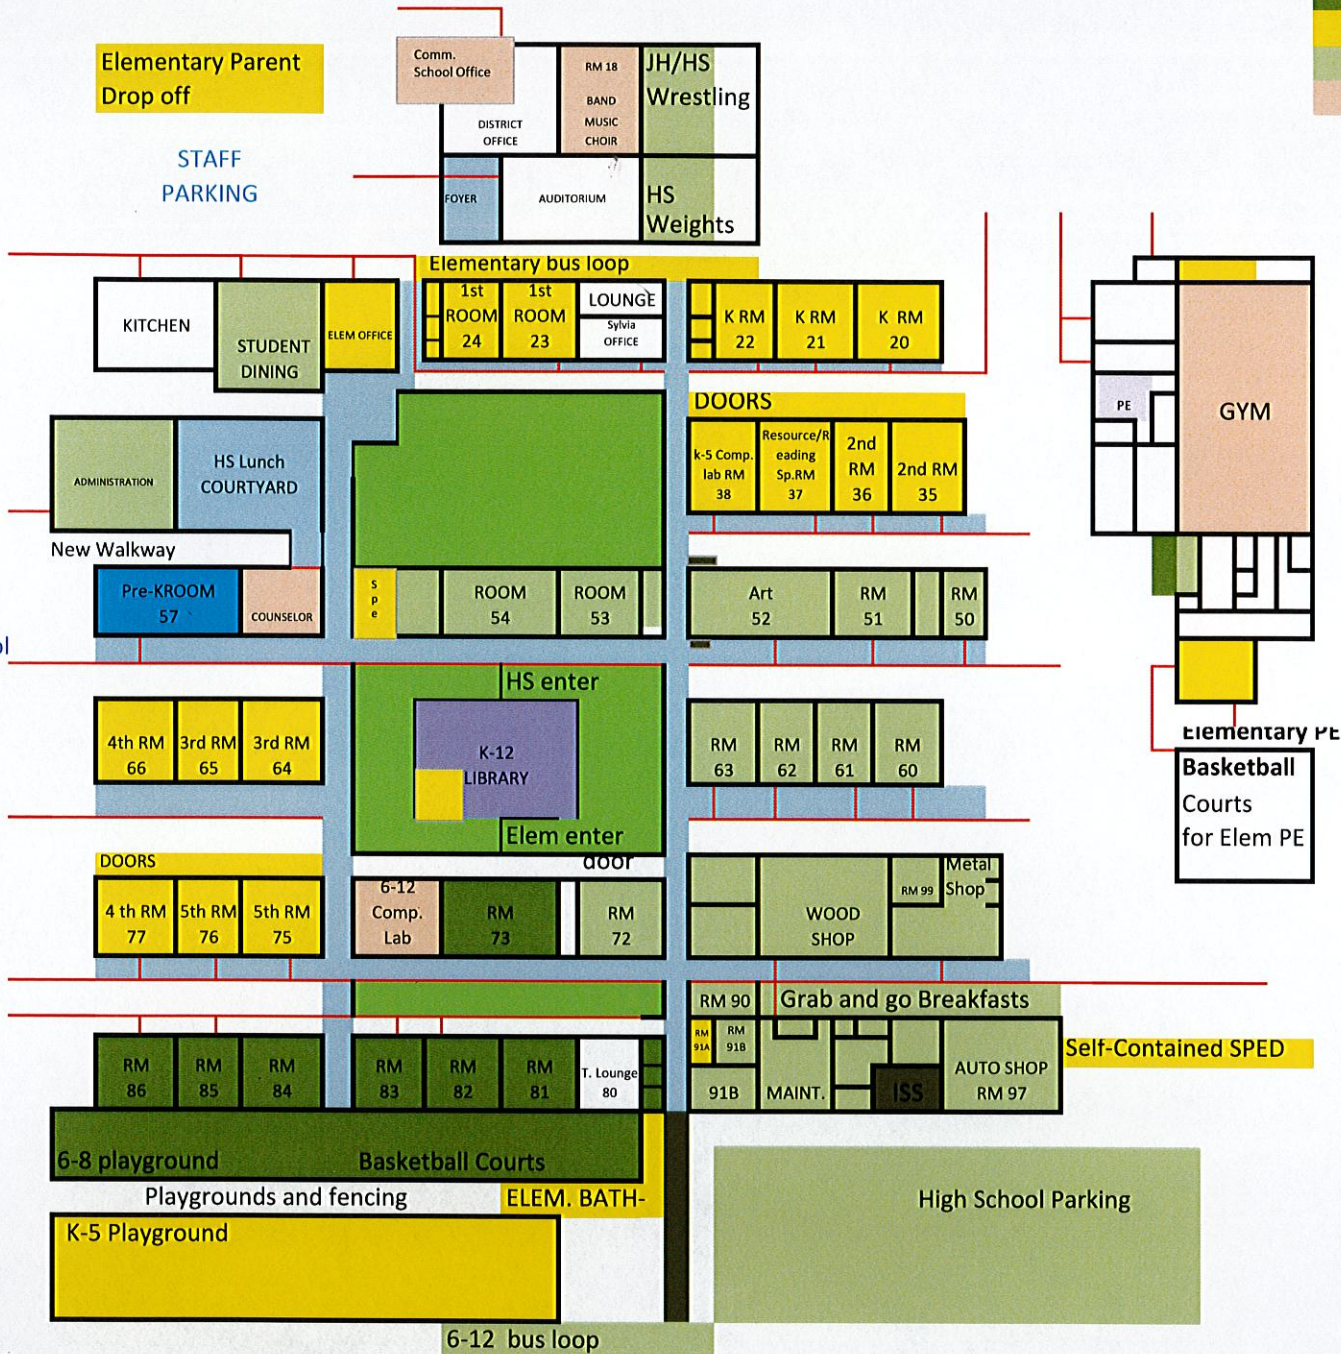 Elementary Parent
Drop off
STAFF
PARKING
Comm.
School Office
DISTRICT
OFFICE
RM 18
BAND
MUSIC
CHOIR
JH/HS
Wrestling
FOYER
AUDITORIUM
HS
Weights
Elementary bus loop
KITCHEN
STUDENT
DINING
ELEM OFFICE
1st
ROOM
24
1st
ROOM
23
LOUNGE
Sylvia
OFFICE
K RM
22
K RM
21
K RM
20
DOORS
PE
GYM
ADMINISTRATION
HS Lunch
COURTYARD
k-5 Comp.
lab RM
38
Resource/R
eading
Sp.RM
37
2nd
RM
36
2nd RM
35
New Walkway
Pre-KROOM
57
COUNSELOR
S
p
e
ROOM
54
ROOM
53
Art
52
RM
51
RM
50
ol
HS enter
4th RM
66
3rd RM
65
3rd RM
64
K-12
LIBRARY
RM
63
RM
62
RM
61
RM
60
Elementary PE
Basketball
Courts
for Elem PE
Elem enter
door
DOORS
4 th RM
77
5th RM
76
5th RM
75
6-12
Comp.
Lab
RM
73
RM
72
WOOD
SHOP
RM 99
Metal
Shop
RM 90
Grab and go Breakfasts
RM
86
RM
85
RM
84
RM
83
RM
82
RM
81
T. Lounge
80
RM
91A
RM
91B
91B
MAINT.
ISS
AUTO SHOP
RM 97
Self-Contained SPED
6-8 playground
Basketball Courts
Playgrounds and fencing
ELEM. BATH-
K-5 Playground
High School Parking
6-12 bus loop